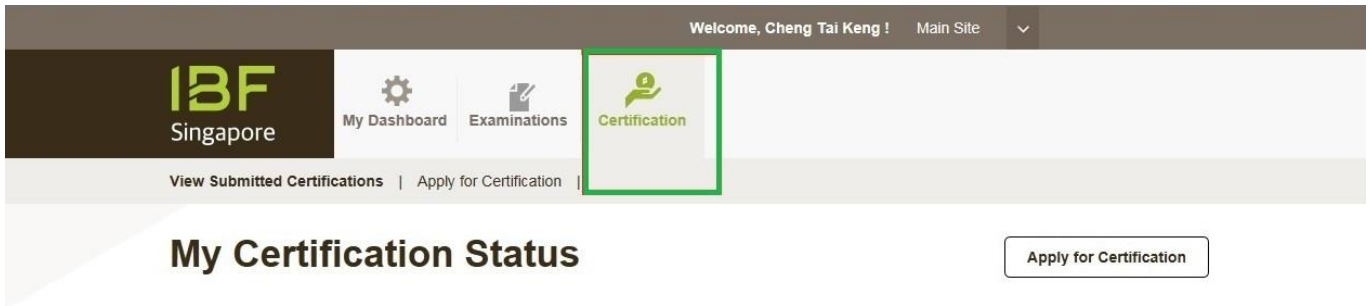 Welcome, Cheng Tai Keng ! Main Site
IBF
Singapore
My Dashboard
Examinations
Certification
View Submitted Certifications | Apply for Certification |
My Certification Status
Apply for Certification